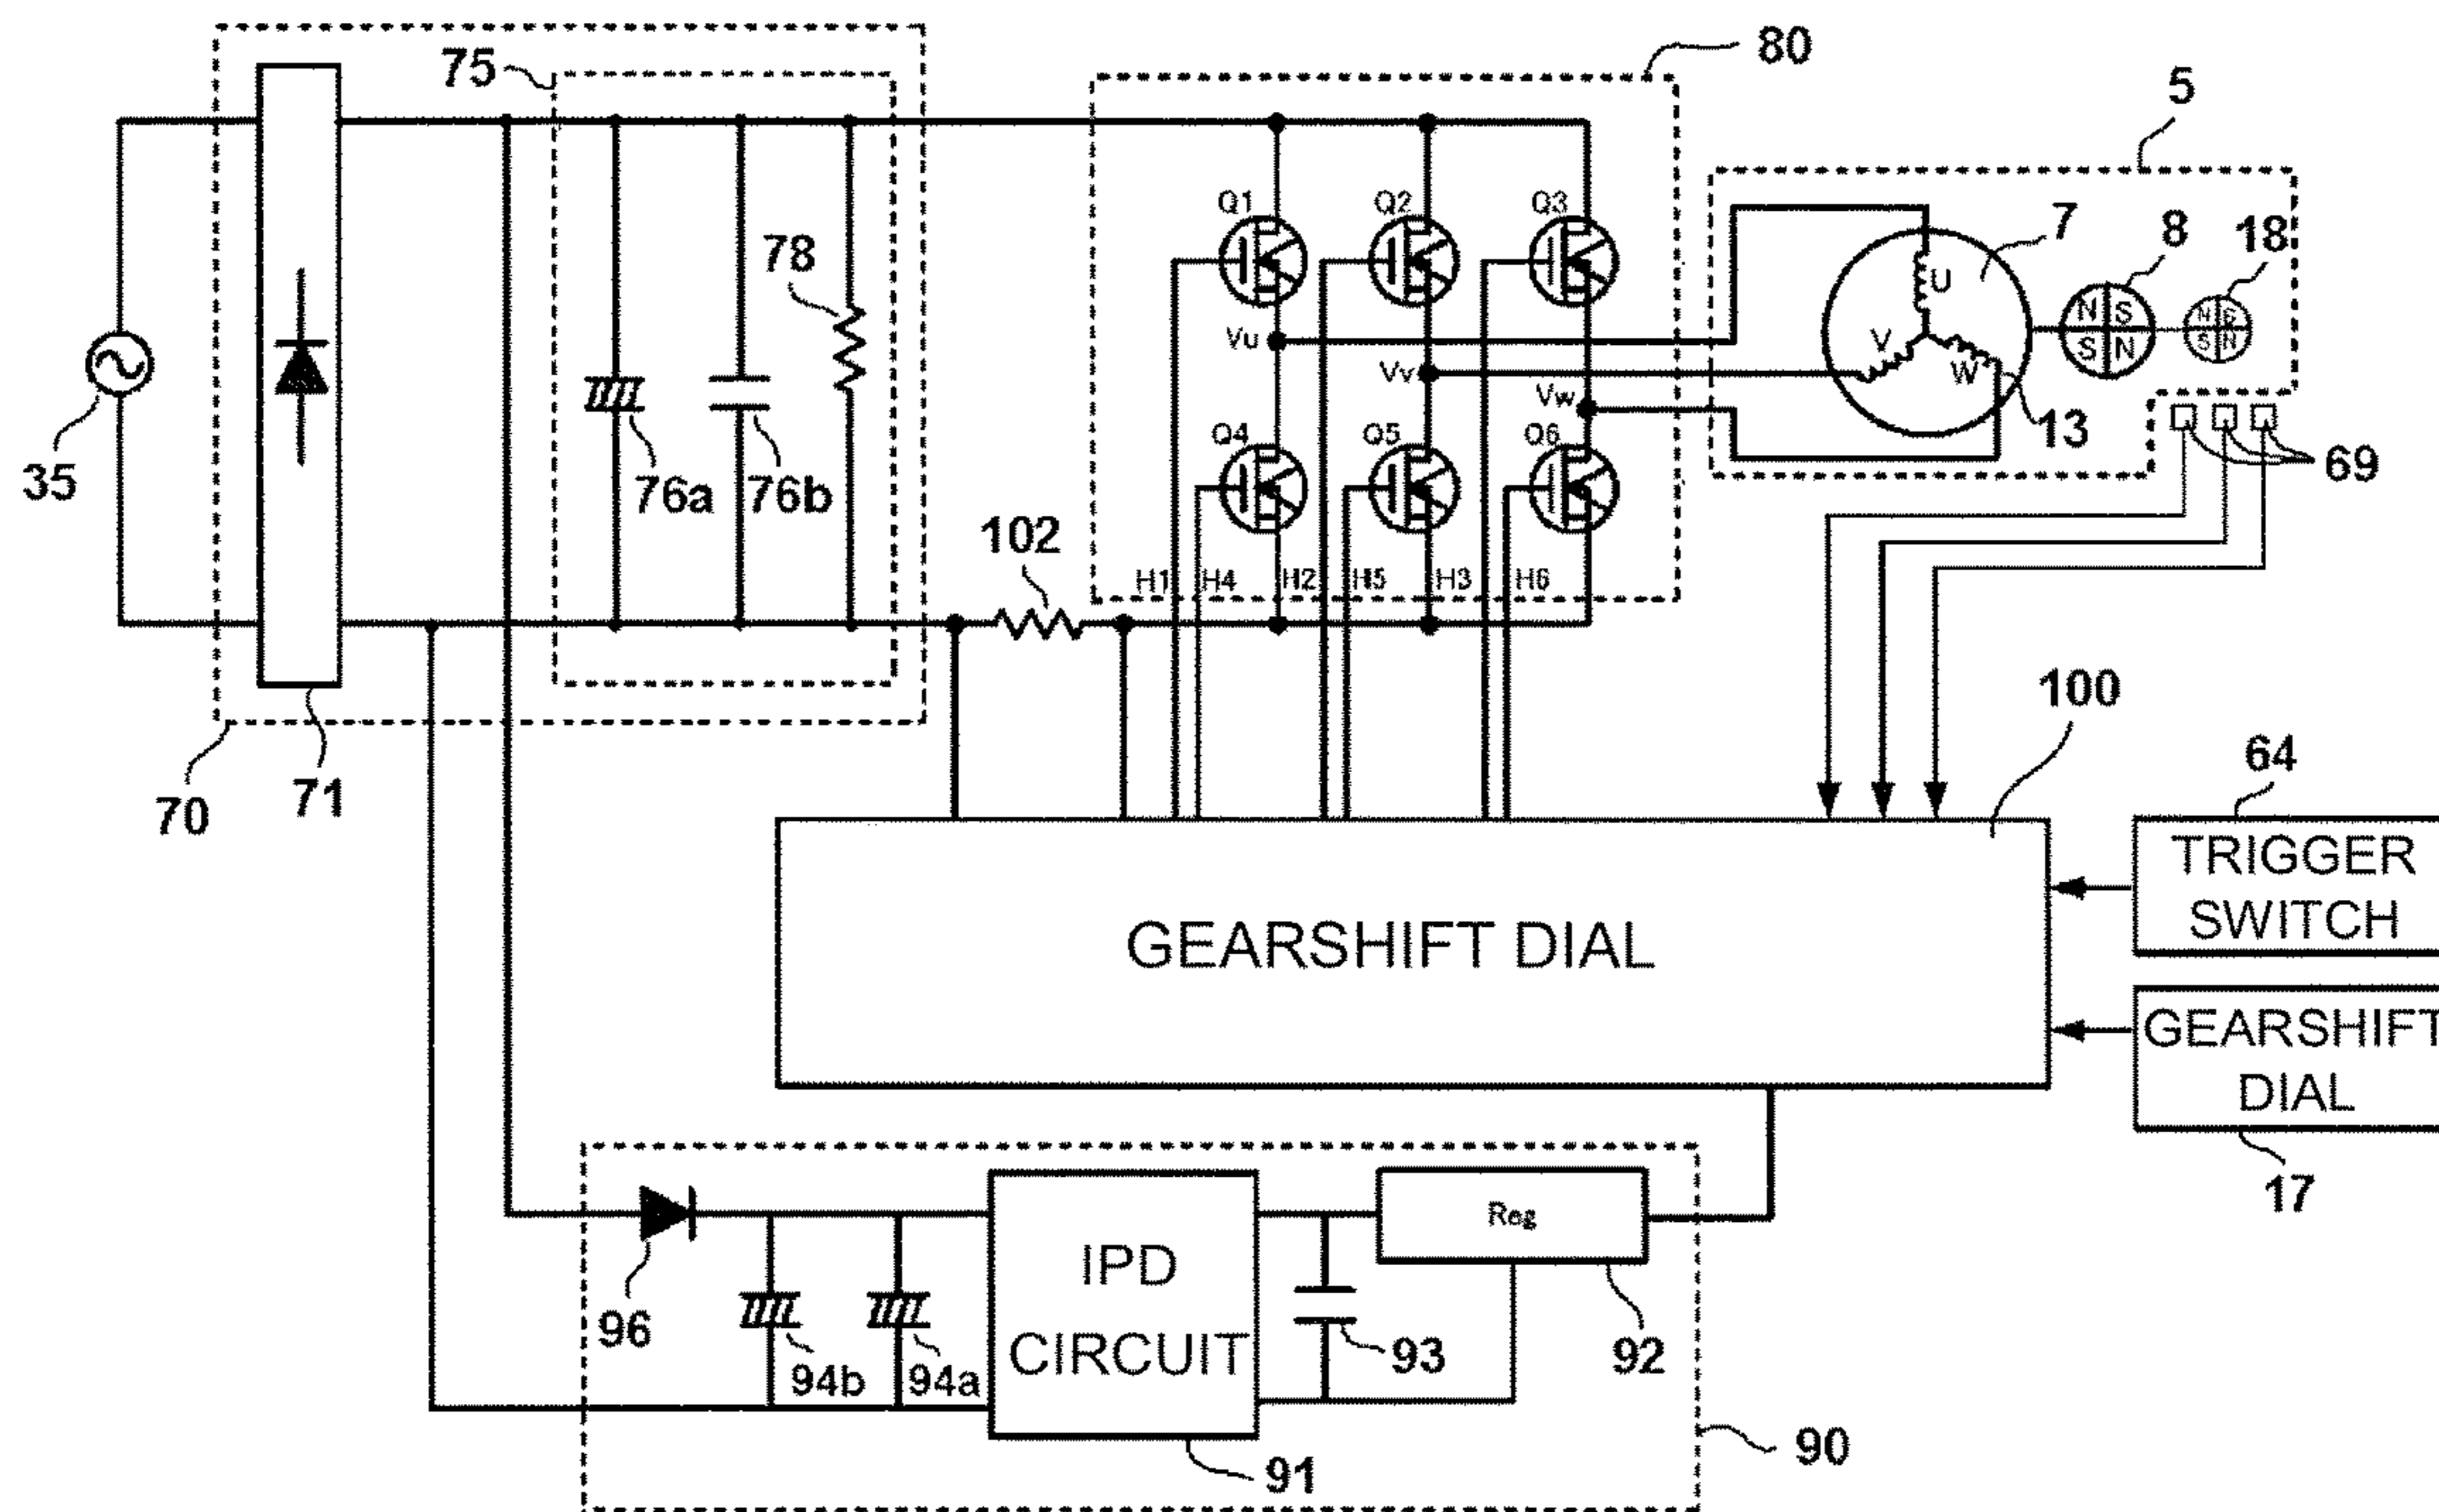 75
80
5
Q1
Q2
Q3
7
8
18
78
N S
S N
N S
S N
U
V
W
Vu
Vv
Vw
13
35
76a
76b
Q4
Q5
Q6
69
102
H1
H4
H2
H5
H3
H6
100
70
71
64
TRIGGER
SWITCH
GEARSHIFT DIAL
GEARSHIFT
DIAL
17
Reg
IPD
CIRCUIT
96
94b
94a
93
92
91
90